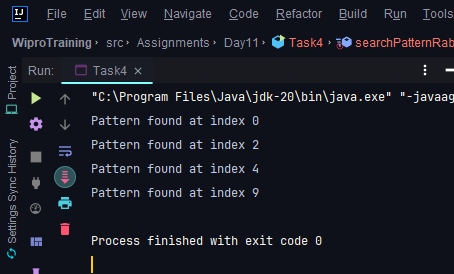 IJ File Edit View Navigate Code Refactor Build Run Tools
WiproTraining > src > Assignments > Day11 > Task4 > searchPatternRab
Run: Task4 ×
Project
"C:\Program Files\Java\jdk-20\bin\java.exe" "-javaag
Pattern found at index 0
Pattern found at index 2
Pattern found at index 4
Pattern found at index 9
Process finished with exit code 0
Settings Sync History